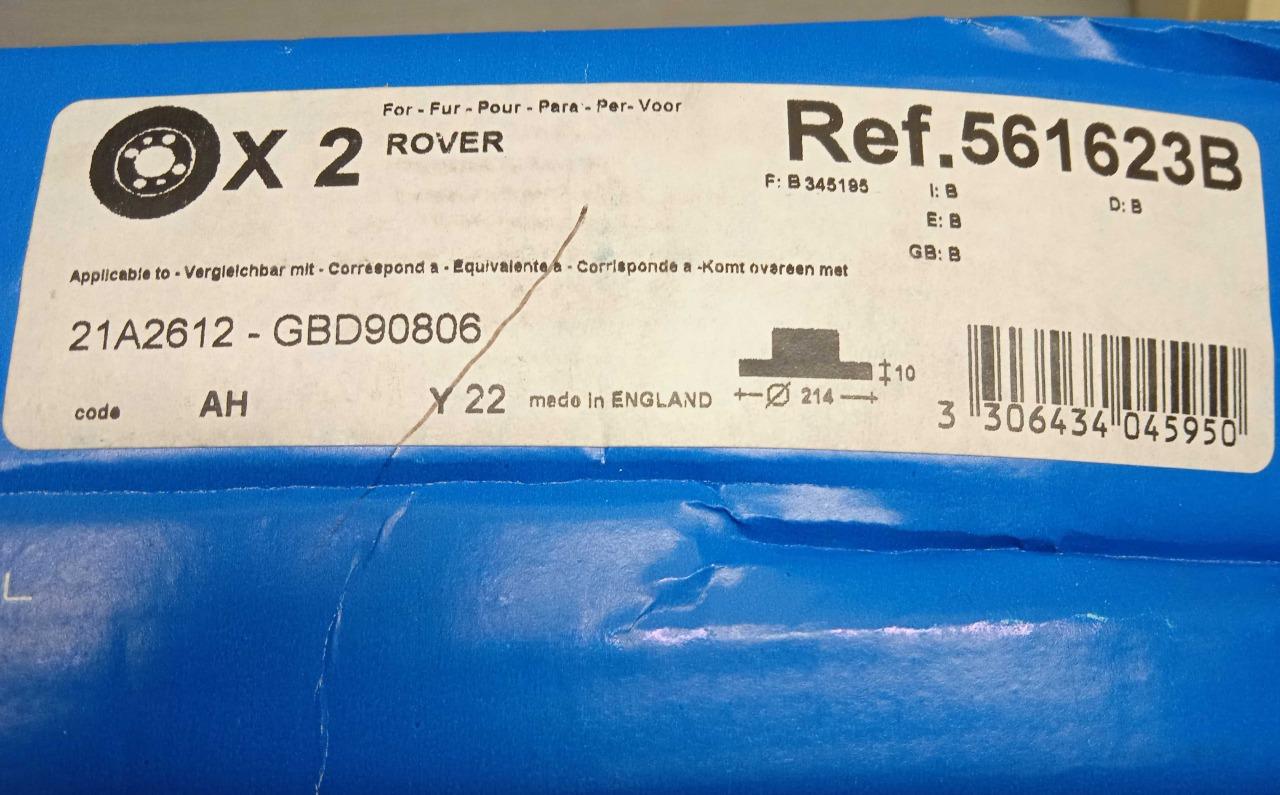 X 2
For - Fur - Pour - Para - Per- Voor
ROVER
Ref.561623B
F: B 345195
I: B
D: B
E: B
GB: B
Applicable to - Vergleichbar mit - Correspond a - Equivalente a - Corrisponde a -Komt overeen met
21A2612 - GBD90806
10
code AH Y 22 made in ENGLAND Ø 214
3 306434 045950
L